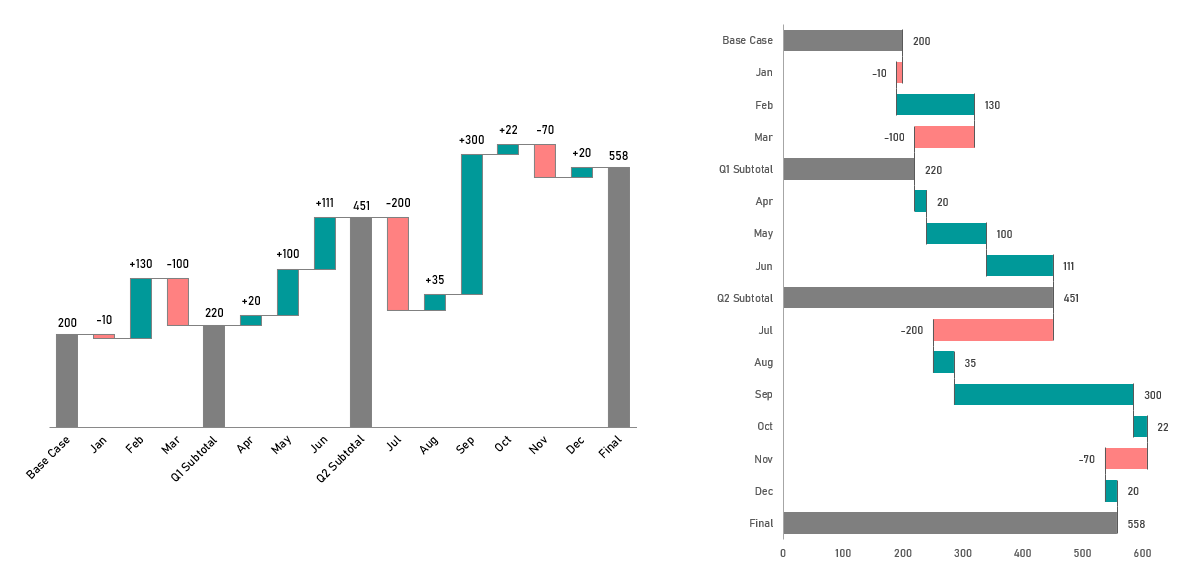 +22 -70
+300 +20 558
+111 451 -200
+130 -100 +100
+35
200 -10 220 +20
Base Case Jan Feb Mar Q1 Subtotal Apr May Jun Q2 Subtotal Jul Aug Sep Oct Nov Dec Final
Base Case 200
Jan -10
Feb 130
Mar -100
Q1 Subtotal 220
Apr 20
May 100
Jun 111
Q2 Subtotal 451
Jul -200
Aug 35
Sep 300
Oct 22
Nov -70
Dec 20
Final 558
0 100 200 300 400 500 600